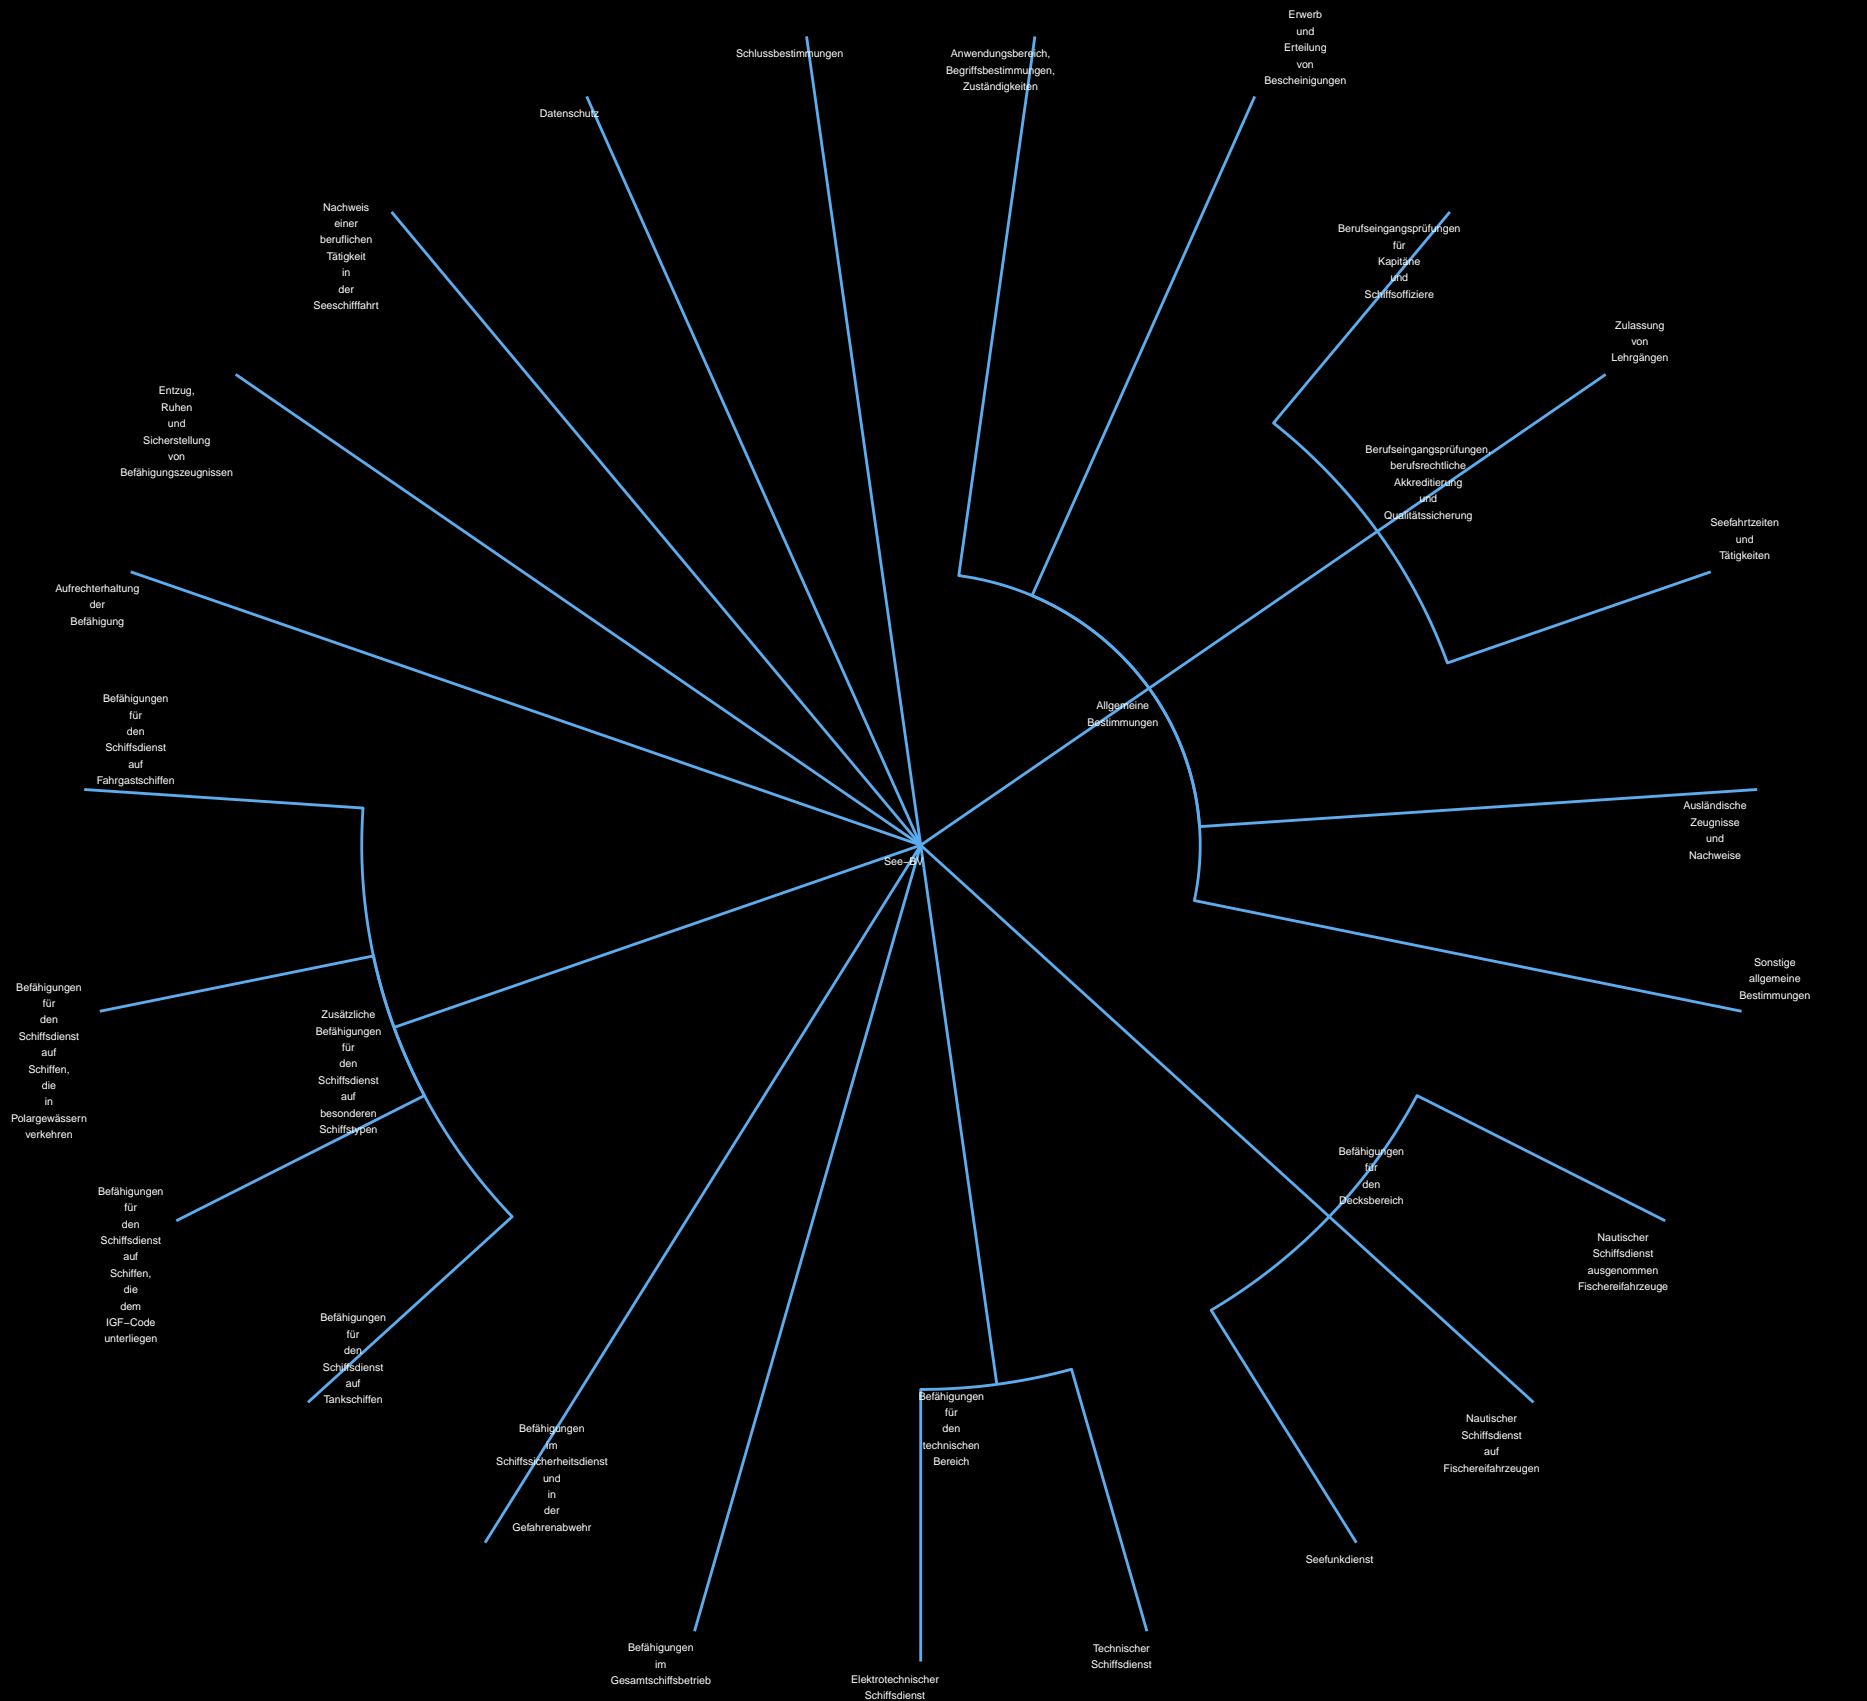 Erwerb
und
Erteilung
von
Bescheinigungen
Schlussbestimmungen
Anwendungsbereich,
Begriffsbestimmungen,
Zuständigkeiten
Datenschutz
Nachweis
einer
beruflichen
Tätigkeit
in
der
Seeschifffahrt
Berufseingangsprüfungen
für
Kapitäne
und
Schiffsoffiziere
Zulassung
von
Lehrgängen
Entzug,
Ruhen
und
Sicherstellung
von
Befähigungszeugnissen
Berufseingangsprüfungen,
berufsrechtliche
Akkreditierung
und
Qualitätssicherung
Seefahrtzeiten
und
Tätigkeiten
Aufrechterhaltung
der
Befähigung
Befähigungen
für
den
Schiffsdienst
auf
Fahrgastschiffen
Allgemeine
Bestimmungen
Ausländische
Zeugnisse
und
Nachweise
See−BV
Sonstige
allgemeine
Bestimmungen
Befähigungen
für
den
Schiffsdienst
auf
Schiffen,
die
in
Polargewässern
verkehren
Zusätzliche
Befähigungen
für
den
Schiffsdienst
auf
besonderen
Schiffstypen
Befähigungen
für
den
Decksbereich
Befähigungen
für
den
Schiffsdienst
auf
Schiffen,
die
dem
IGF−Code
unterliegen
Nautischer
Schiffsdienst
ausgenommen
Fischereifahrzeuge
Befähigungen
für
den
Schiffsdienst
auf
Tankschiffen
Befähigungen
für
den
technischen
Bereich
Nautischer
Schiffsdienst
auf
Fischereifahrzeugen
Befähigungen
im
Schiffssicherheitsdienst
und
in
der
Gefahrenabwehr
Seefunkdienst
Befähigungen
im
Gesamtschiffsbetrieb
Technischer
Schiffsdienst
Elektrotechnischer
Schiffsdienst